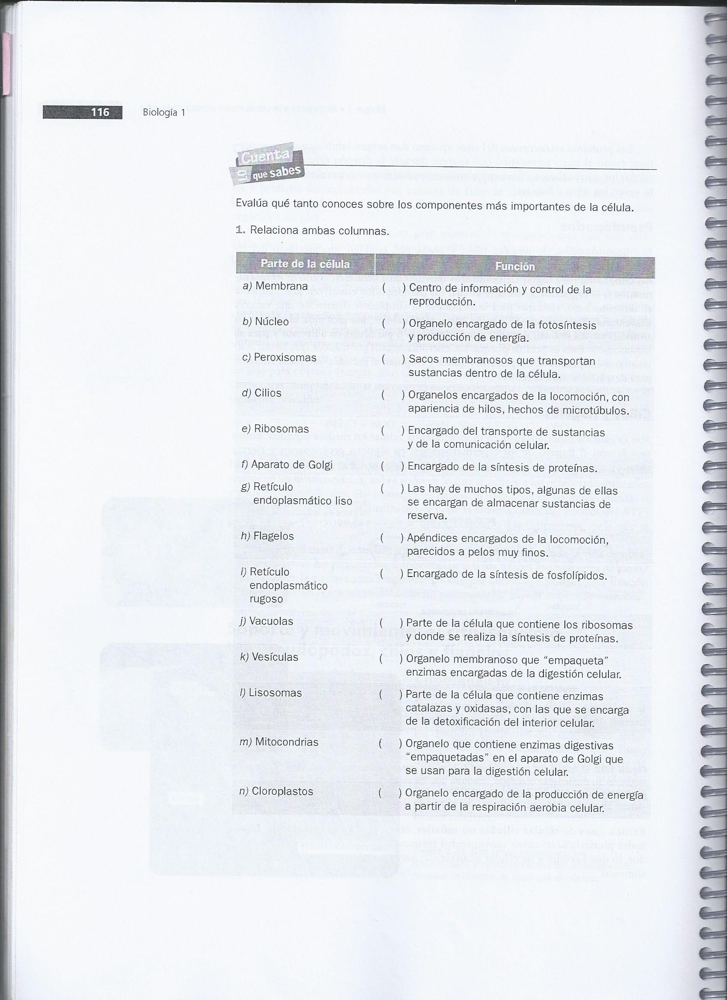 116 Biología 1
Cuenta
lo que sabes
Evalúa qué tanto conoces sobre los componentes más importantes de la célula.
1. Relaciona ambas columnas.
Parte de la célula Función
a) Membrana ( ) Centro de información y control de la
reproducción.
b) Núcleo ( ) Organelo encargado de la fotosíntesis
y producción de energía.
c) Peroxisomas ( ) Sacos membranosos que transportan
sustancias dentro de la célula.
d) Cilios ( ) Organelos encargados de la locomoción, con
apariencia de hilos, hechos de microtúbulos.
e) Ribosomas ( ) Encargado del transporte de sustancias
y de la comunicación celular.
f) Aparato de Golgi ( ) Encargado de la síntesis de proteínas.
g) Retículo ( ) Las hay de muchos tipos, algunas de ellas
endoplasmático liso se encargan de almacenar sustancias de
reserva.
h) Flagelos ( ) Apéndices encargados de la locomoción,
parecidos a pelos muy finos.
i) Retículo ( ) Encargado de la síntesis de fosfolípidos.
endoplasmático
rugoso
j) Vacuolas ( ) Parte de la célula que contiene los ribosomas
y donde se realiza la síntesis de proteínas.
k) Vesículas ( ) Organelo membranoso que “empaqueta”
enzimas encargadas de la digestión celular.
l) Lisosomas ( ) Parte de la célula que contiene enzimas
catalazas y oxidasas, con las que se encarga
de la detoxificación del interior celular.
m) Mitocondrias ( ) Organelo que contiene enzimas digestivas
“empaquetadas” en el aparato de Golgi que
se usan para la digestión celular.
n) Cloroplastos ( ) Organelo encargado de la producción de energía
a partir de la respiración aerobia celular.